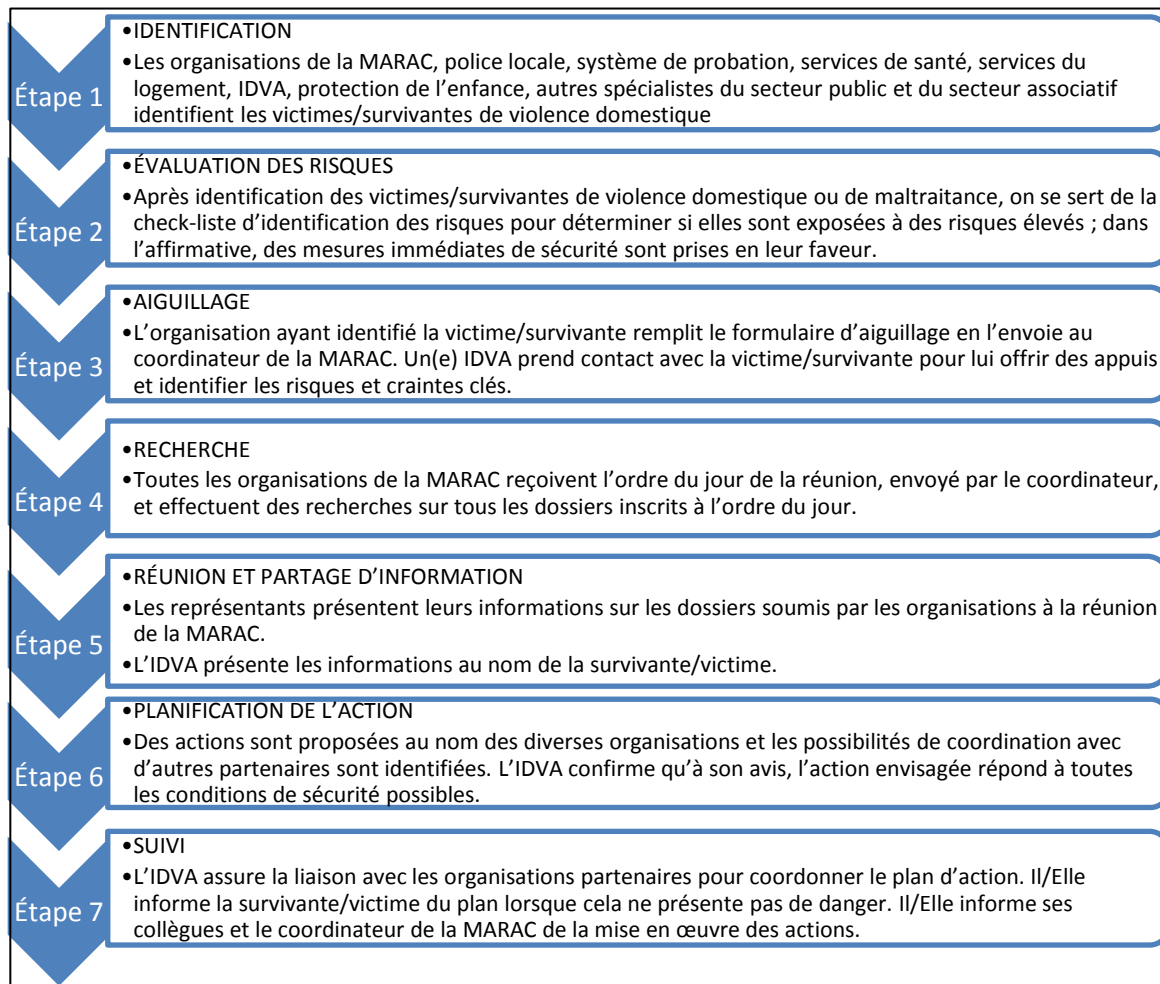 Étape 1
•IDENTIFICATION
•Les organisations de la MARAC, police locale, système de probation, services de santé, services du
logement, IDVA, protection de l’enfance, autres spécialistes du secteur public et du secteur associatif
identifient les victimes/survivantes de violence domestique
Étape 2
•ÉVALUATION DES RISQUES
•Après identification des victimes/survivantes de violence domestique ou de maltraitance, on se sert de la
check-liste d’identification des risques pour déterminer si elles sont exposées à des risques élevés ; dans
l’affirmative, des mesures immédiates de sécurité sont prises en leur faveur.
Étape 3
•AIGUILLAGE
•L’organisation ayant identifié la victime/survivante remplit le formulaire d’aiguillage en l’envoie au
coordinateur de la MARAC. Un(e) IDVA prend contact avec la victime/survivante pour lui offrir des appuis
et identifier les risques et craintes clés.
Étape 4
•RECHERCHE
•Toutes les organisations de la MARAC reçoivent l’ordre du jour de la réunion, envoyé par le coordinateur,
et effectuent des recherches sur tous les dossiers inscrits à l’ordre du jour.
Étape 5
•RÉUNION ET PARTAGE D’INFORMATION
•Les représentants présentent leurs informations sur les dossiers soumis par les organisations à la réunion
de la MARAC.
•L’IDVA présente les informations au nom de la survivante/victime.
Étape 6
•PLANIFICATION DE L’ACTION
•Des actions sont proposées au nom des diverses organisations et les possibilités de coordination avec
d’autres partenaires sont identifiées. L’IDVA confirme qu’à son avis, l’action envisagée répond à toutes
les conditions de sécurité possibles.
Étape 7
•SUIVI
•L’IDVA assure la liaison avec les organisations partenaires pour coordonner le plan d’action. Il/Elle
informe la survivante/victime du plan lorsque cela ne présente pas de danger. Il/Elle informe ses
collègues et le coordinateur de la MARAC de la mise en œuvre des actions.